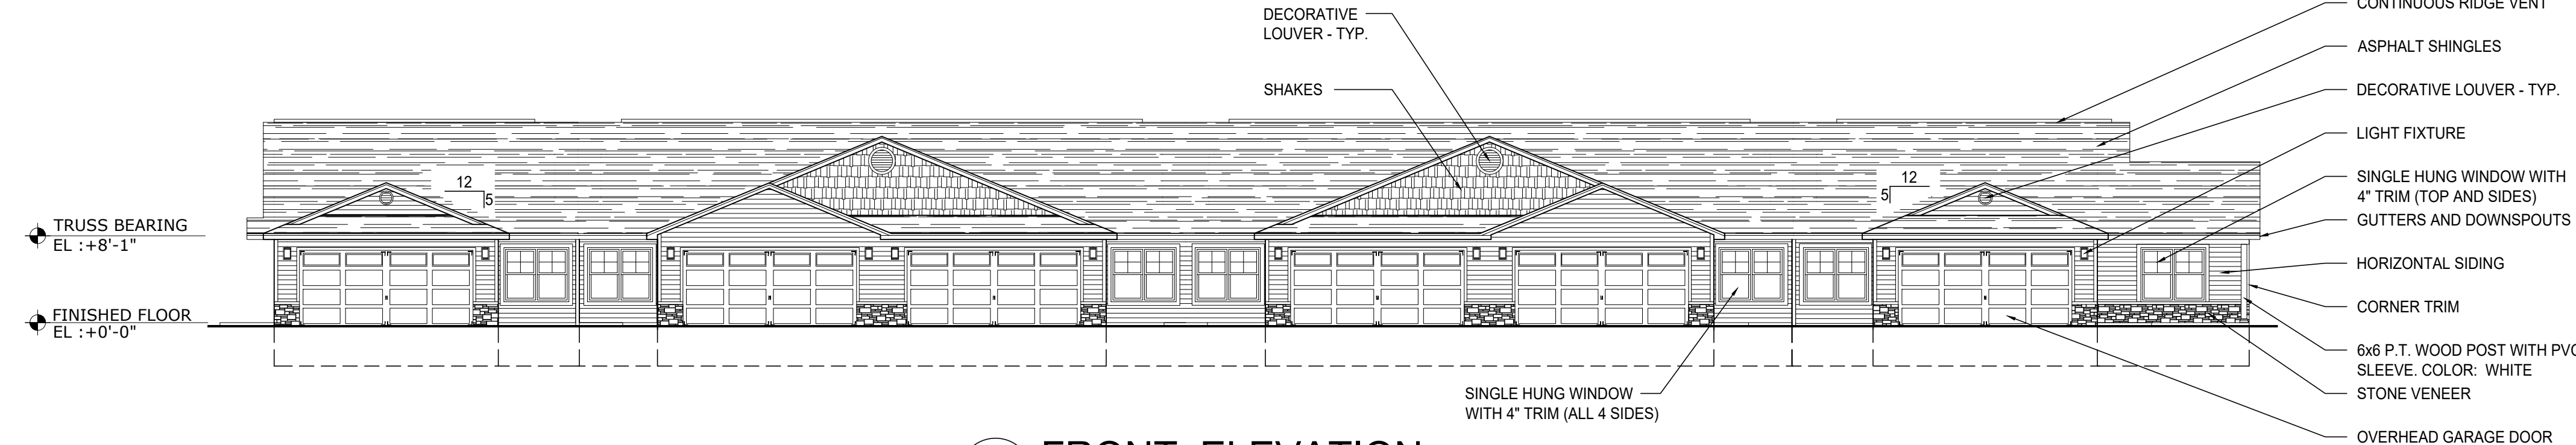 DECORATIVE
LOUVER - TYP.
SHAKES
CONTINUOUS RIDGE VENT
ASPHALT SHINGLES
DECORATIVE LOUVER - TYP.
LIGHT FIXTURE
SINGLE HUNG WINDOW WITH
4" TRIM (TOP AND SIDES)
GUTTERS AND DOWNSPOUTS
HORIZONTAL SIDING
CORNER TRIM
6x6 P.T. WOOD POST WITH PVC
SLEEVE. COLOR: WHITE
STONE VENEER
OVERHEAD GARAGE DOOR
12
5
12
5
TRUSS BEARING
EL :+8'-1"
FINISHED FLOOR
EL :+0'-0"
SINGLE HUNG WINDOW
WITH 4" TRIM (ALL 4 SIDES)
FRONT ELEVATION